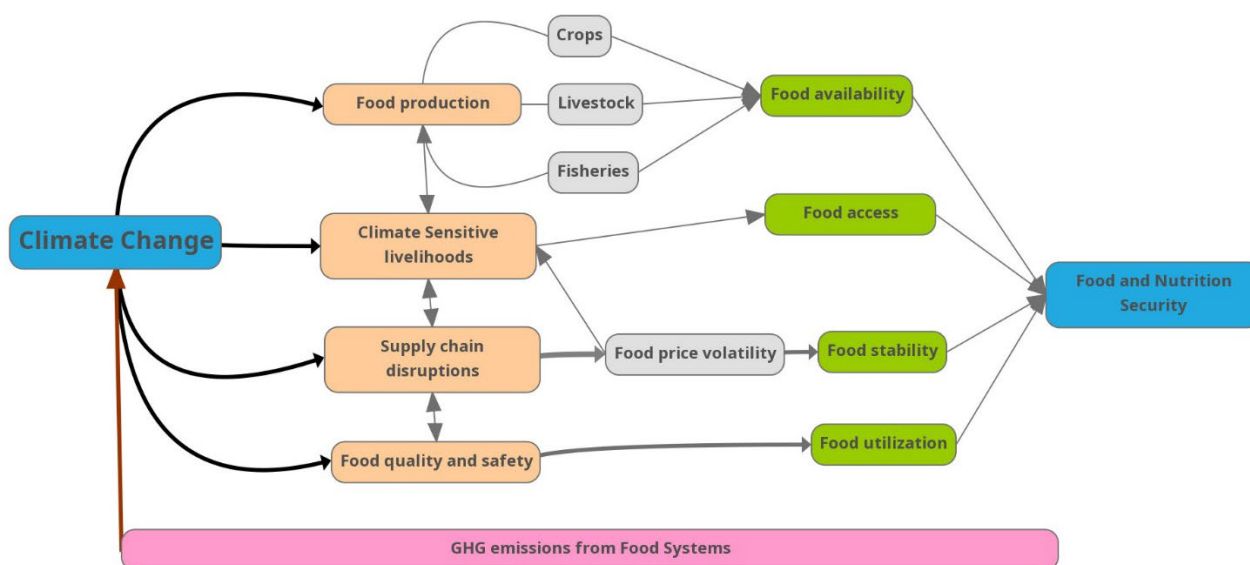 Crops
Food production
Livestock
Food availability
Fisheries
Climate Change
Climate Sensitive
livelihoods
Food access
Food and Nutrition
Security
Supply chain
disruptions
Food price volatility
Food stability
Food quality and safety
Food utilization
GHG emissions from Food Systems